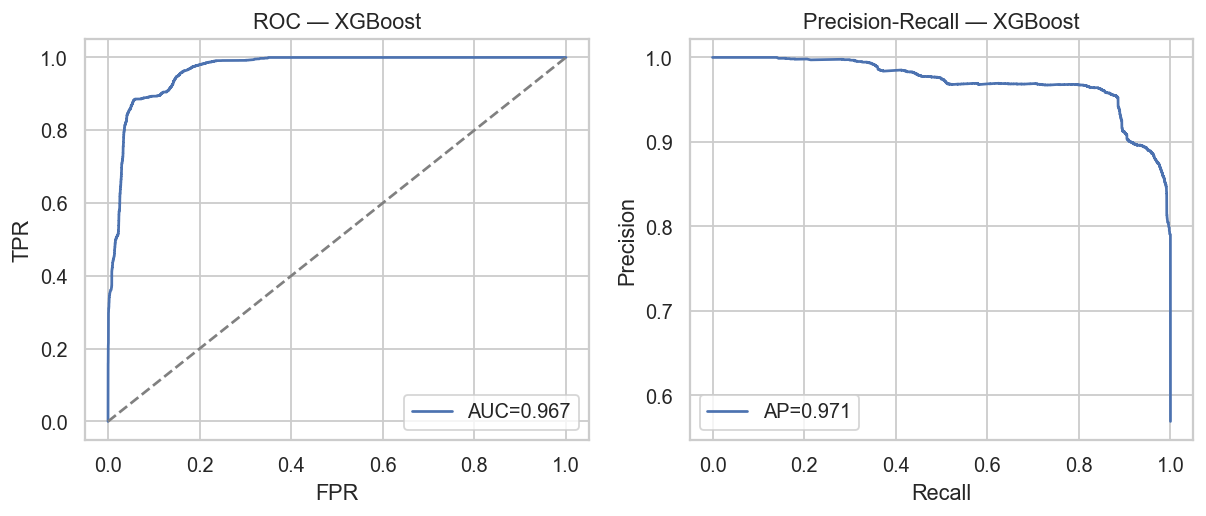 ROC — XGBoost
1.0
0.8
0.6
0.4
0.2
0.0
TPR
AUC=0.967
0.0 0.2 0.4 0.6 0.8 1.0
FPR
Precision-Recall — XGBoost
1.0
0.9
0.8
0.7
0.6
Precision
AP=0.971
0.0 0.2 0.4 0.6 0.8 1.0
Recall